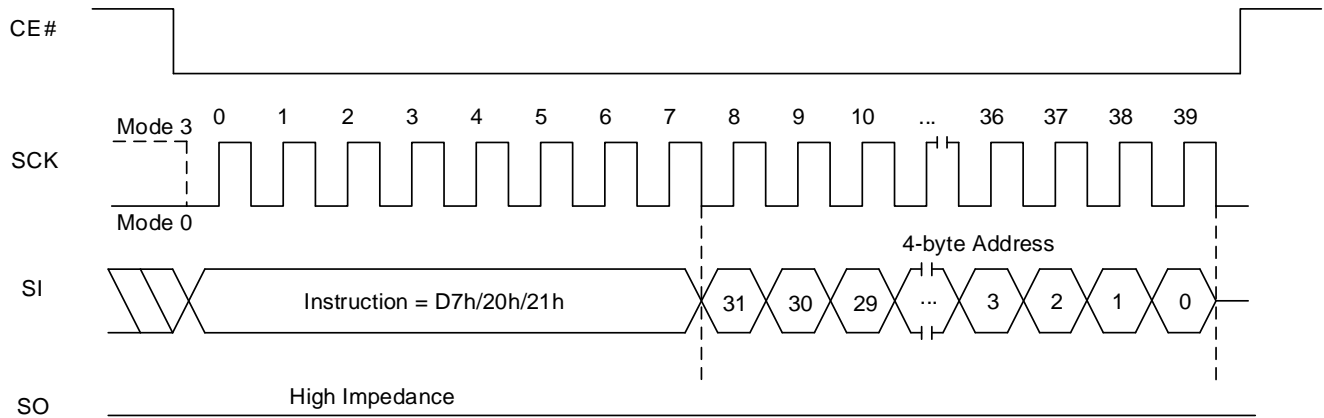 CE#
0 1 2 3 4 5 6 7 8 9 10 ... 36 37 38 39
Mode 3
SCK
Mode 0
4-byte Address
SI
Instruction = D7h/20h/21h 31 30 29 ... 3 2 1 0
High Impedance
SO